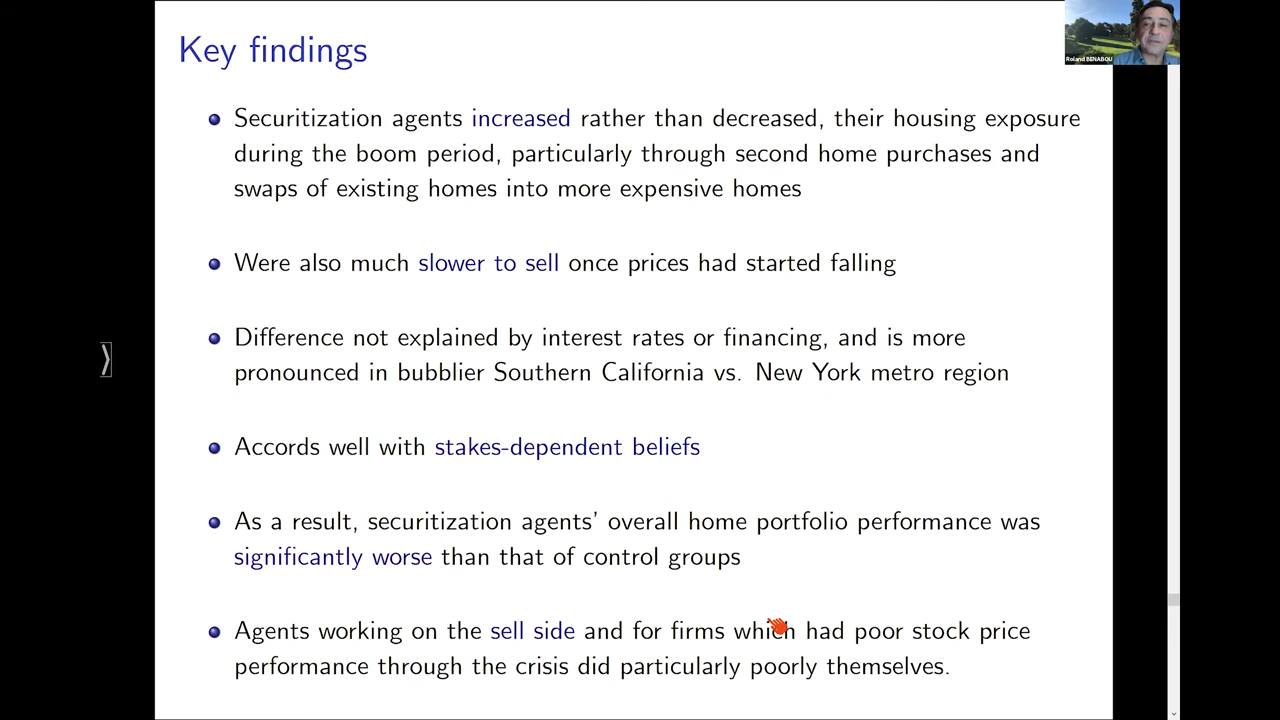 Key findings
Roland BENABOU
Securitization agents increased rather than decreased, their housing exposure
during the boom period, particularly through second home purchases and
swaps of existing homes into more expensive homes
Were also much slower to sell once prices had started falling
Difference not explained by interest rates or financing, and is more
pronounced in bubblier Southern California vs. New York metro region
Accords well with stakes-dependent beliefs
As a result, securitization agents' overall home portfolio performance was
significantly worse than that of control groups
Agents working on the sell side and for firms which had poor stock price
performance through the crisis did particularly poorly themselves.